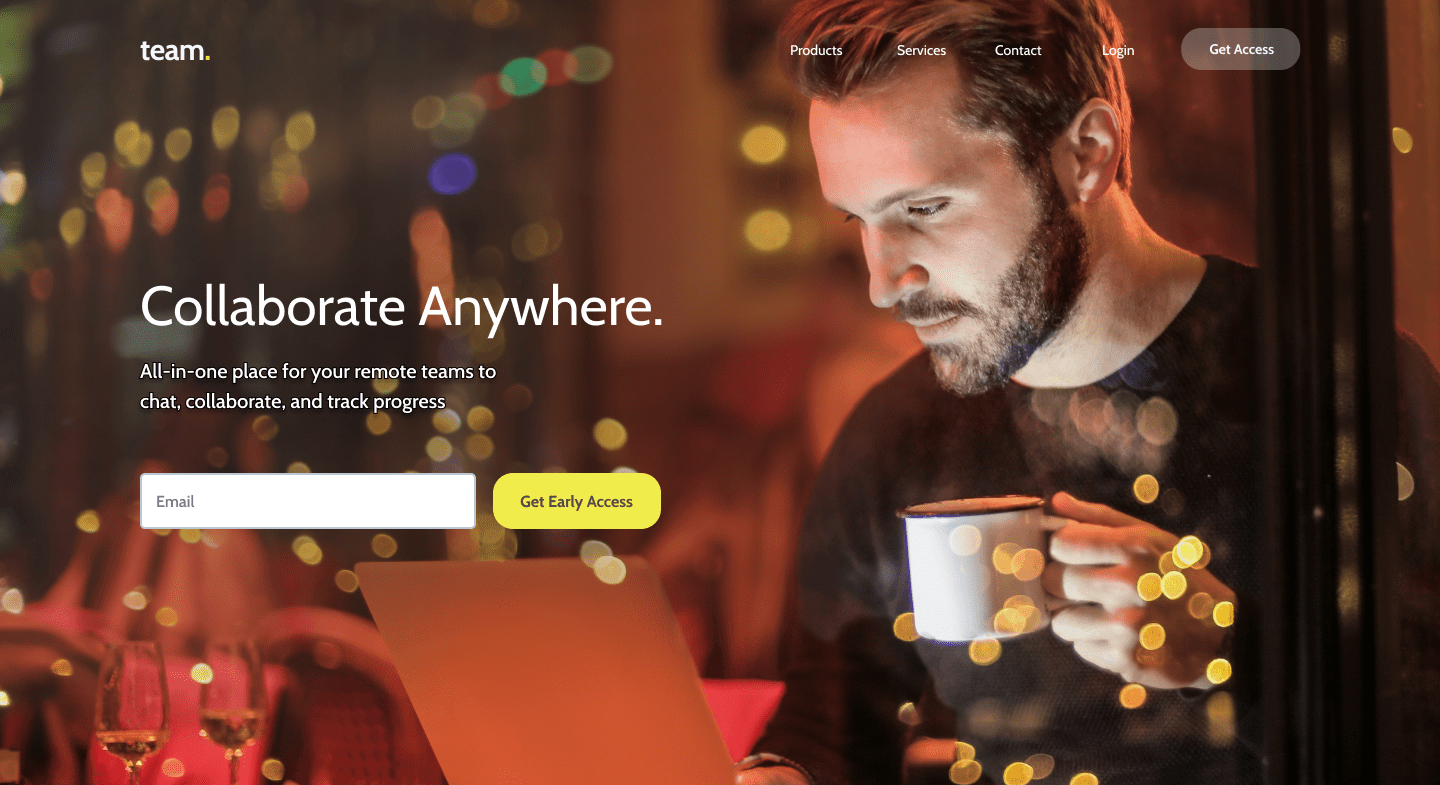 team.
Products
Services
Contact
Login
Get Access
Collaborate Anywhere.
All-in-one place for your remote teams to
chat, collaborate, and track progress
Email
Get Early Access